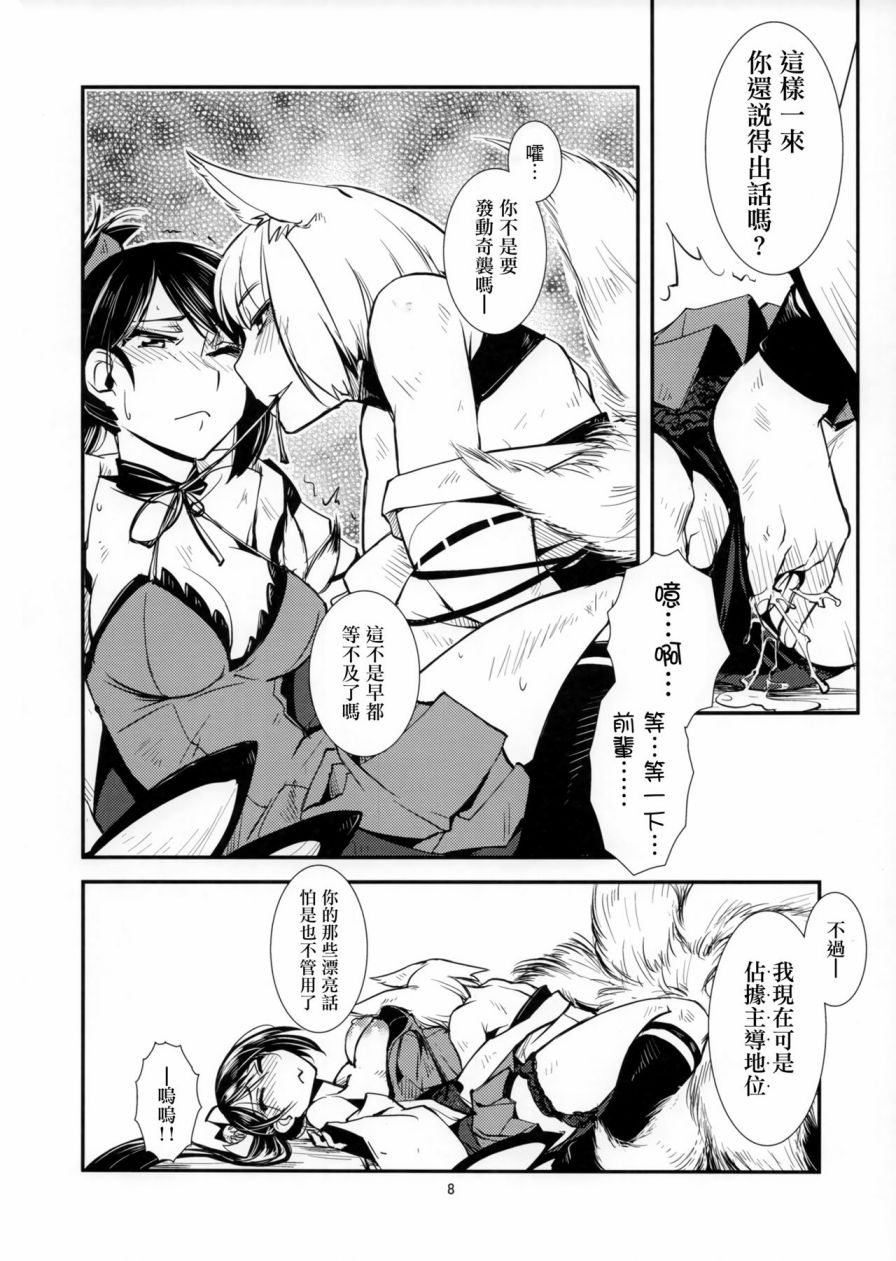 這樣一來
你還説得出話嗎？
噫…啊…
等…等一下…
前輩……
嚯…
你不是要
發動奇襲嗎—
這不是早都
等不及了嗎
不過—
我現在可是
佔據主導地位
你的那些漂亮話
怕是也不管用了
—嗚嗚!!
8